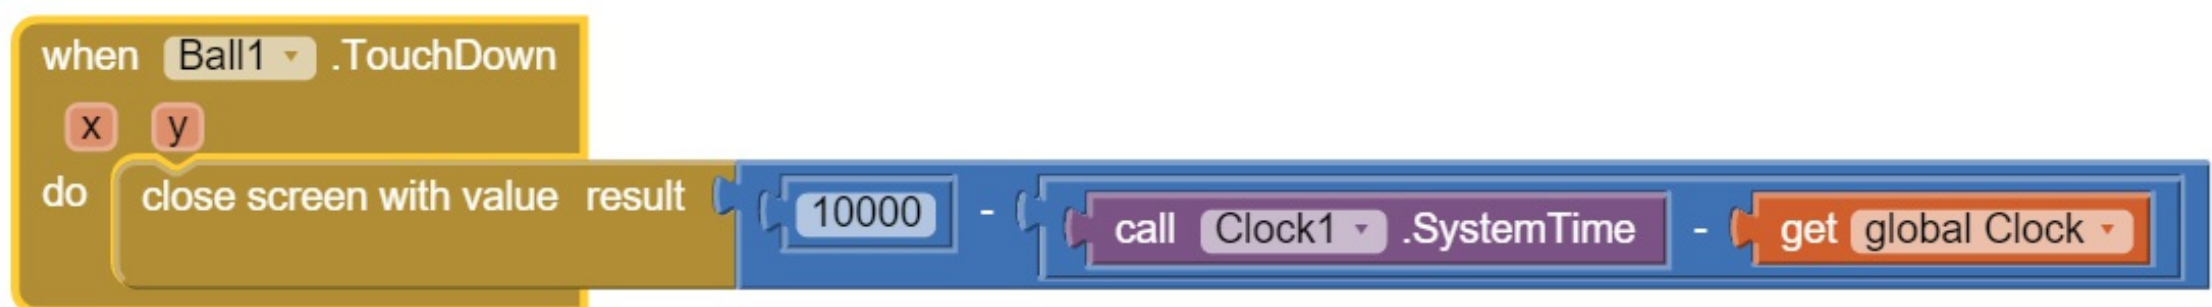 when Ball1 .TouchDown
x y
do close screen with value result 10000 - call Clock1 .SystemTime - get global Clock